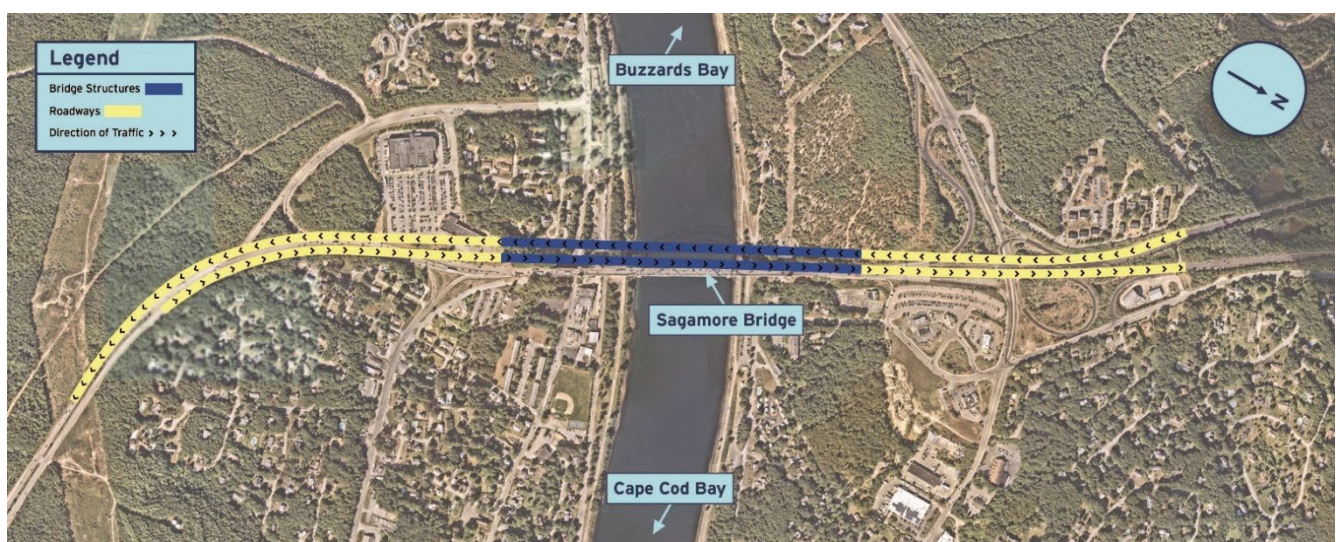 Legend
Bridge Structures
Roadways
Direction of Traffic > > >
Buzzards Bay
N
Sagamore Bridge
Cape Cod Bay